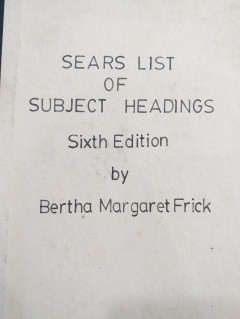 SEARS LIST
OF
SUBJECT HEADINGS
Sixth Edition
by
Bertha Margaret Frick